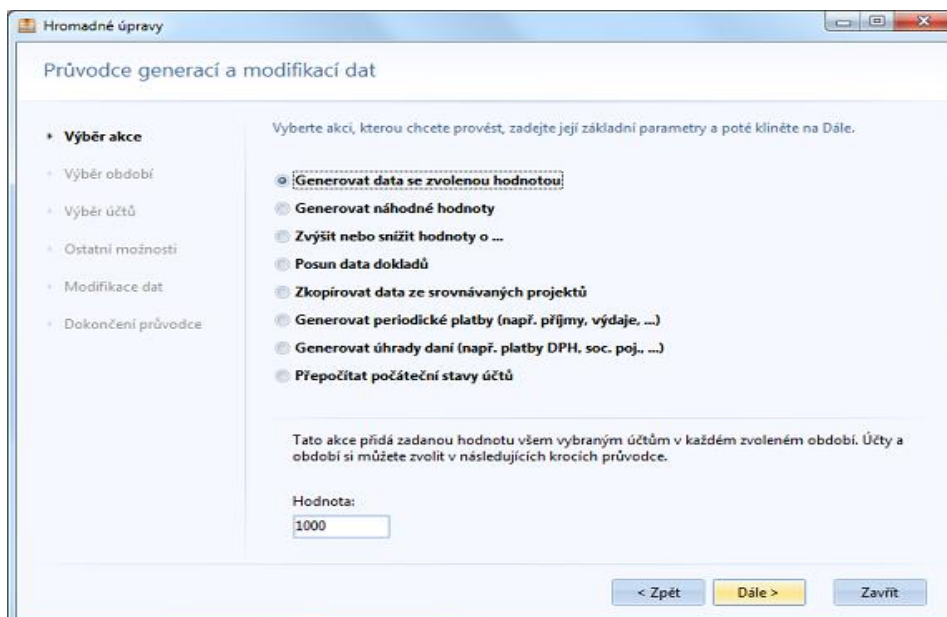 Hromadné úpravy
Průvodce generací a modifikací dat
Výběr akce
Výběr období
Výběr účtů
Ostatní možnosti
Modifikace dat
Dokončení průvodce
Vyberte akci, kterou chcete provést, zadejte její základní parametry a poté kliněte na Dále.
Generovat data se zvolenou hodnotou
Generovat náhodné hodnoty
Zvýšit nebo snížit hodnoty o ...
Posun data dokladů
Zkopírovat data ze srovnávaných projektů
Generovat periodické platby (např. příjmy, výdaje, ...)
Generovat úhrady daní (např. platby DPH, soc. poj., ...)
Přepočítat počáteční stavy účtů
Tato akce přidá zadanou hodnotu všem vybraným účtům v každém zvoleném období. Účty a
období si můžete zvolit v následujících krocích průvodce.
Hodnota:
1000
< Zpět
Dále >
Zavřít